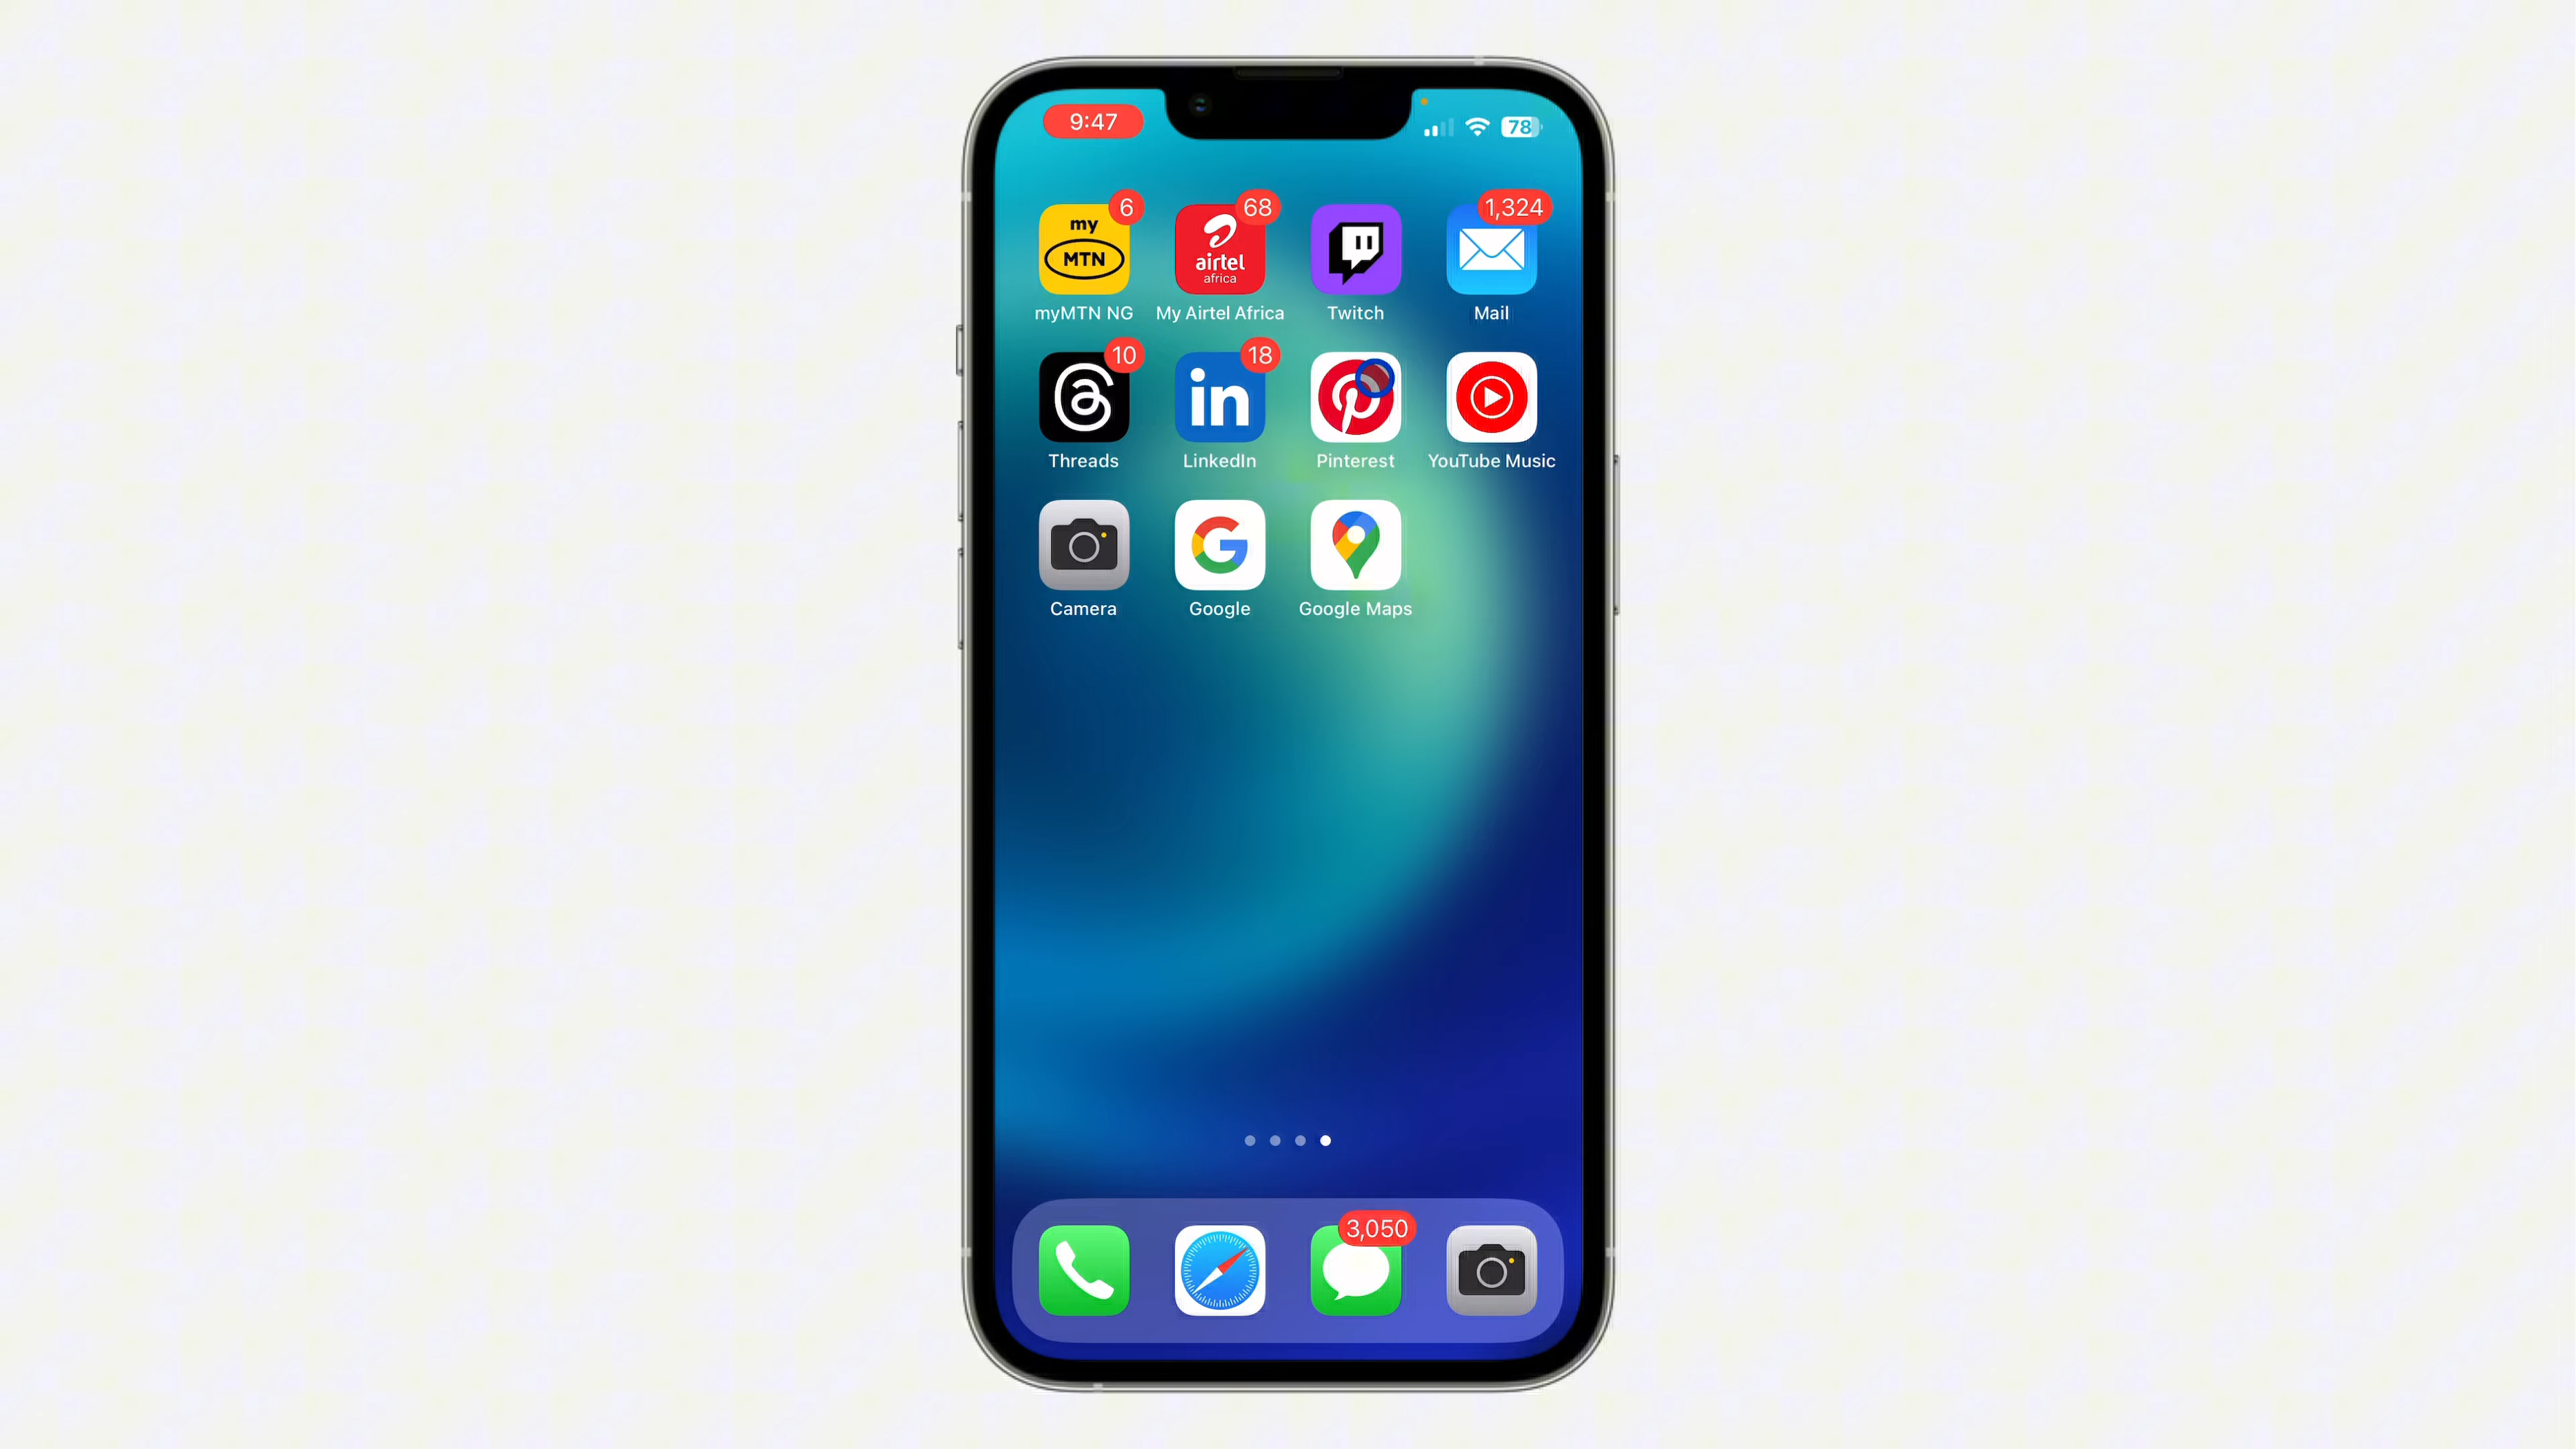 9:47
78
6
68
1,324
my
MTN
airtel
africa
myMTN NG
My Airtel Africa
Twitch
Mail
10
18
in
Threads
LinkedIn
Pinterest
YouTube Music
G
Camera
Google
Google Maps
3,050